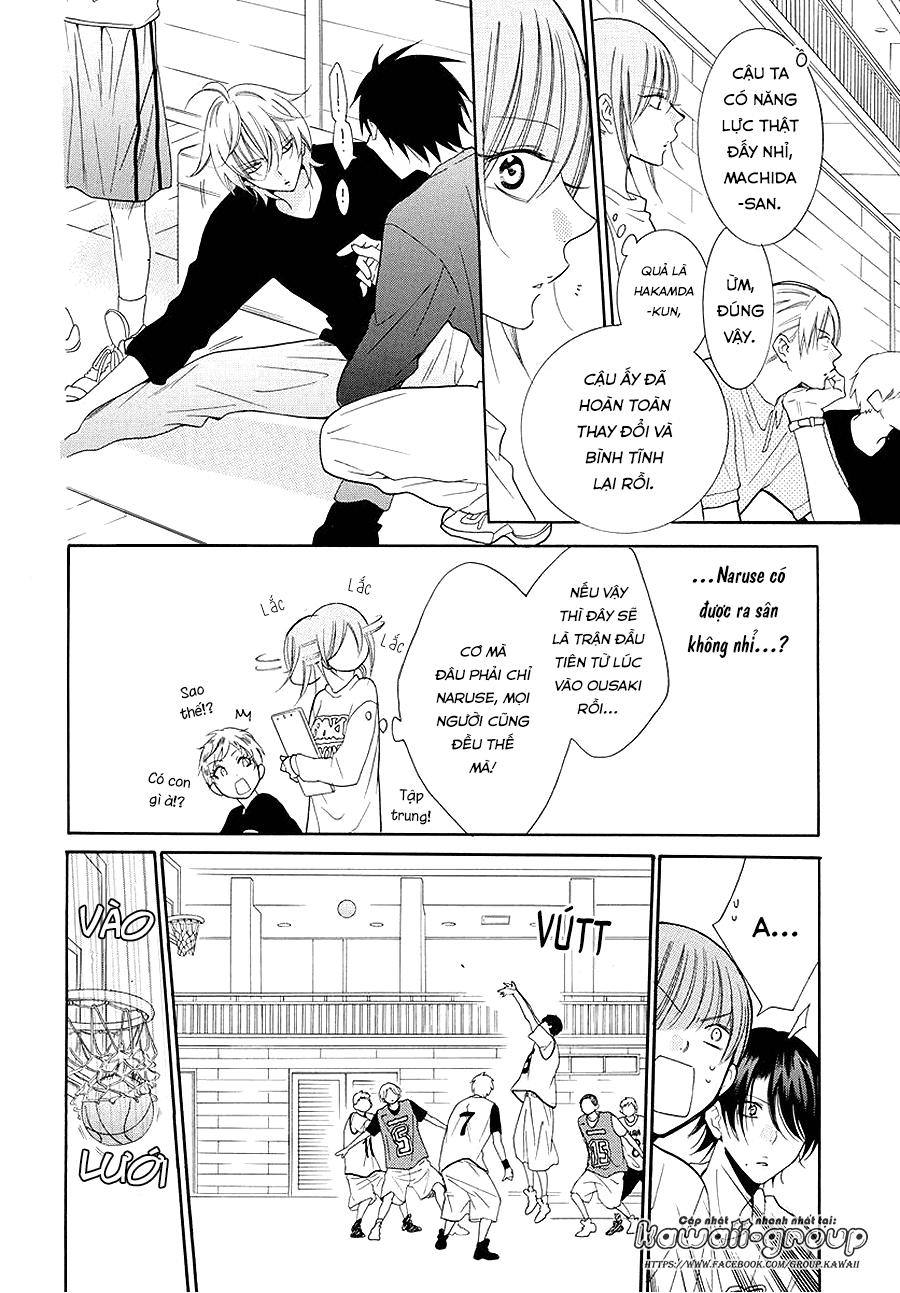 Ồ
CẬU TA
CÓ NĂNG
LỰC THẬT
ĐẤY NHỈ,
MACHIDA
-SAN.
ỪM,
ĐÚNG
VẬY.
QUẢ LÀ
HAKAMDA
-KUN,
CẬU ẤY ĐÃ
HOÀN TOÀN
THAY ĐỔI VÀ
BÌNH TĨNH
LẠI RỒI.
...Naruse có
được ra sân
không nhỉ...?
NẾU VẬY
THÌ ĐÂY SẼ
LÀ TRẬN ĐẤU
TIÊN TỪ LÚC
VÀO OUSAKI
RỒI...
CƠ MÀ
ĐÂU PHẢI CHỈ
NARUSE, MỌI
NGƯỜI CŨNG
ĐỀU THẾ
MÀ!
Lắc
Lắc
Lắc
Tập
trung!
Sao
thế!?
Có con
gì à!?
A...
VÚTT
5
7
15
VÀO
LƯỚI
Cập nhật nhanh nhất tại:
kawaii-group
HTTPS://WWW.FACEBOOK.COM/GROUP.KAWAII